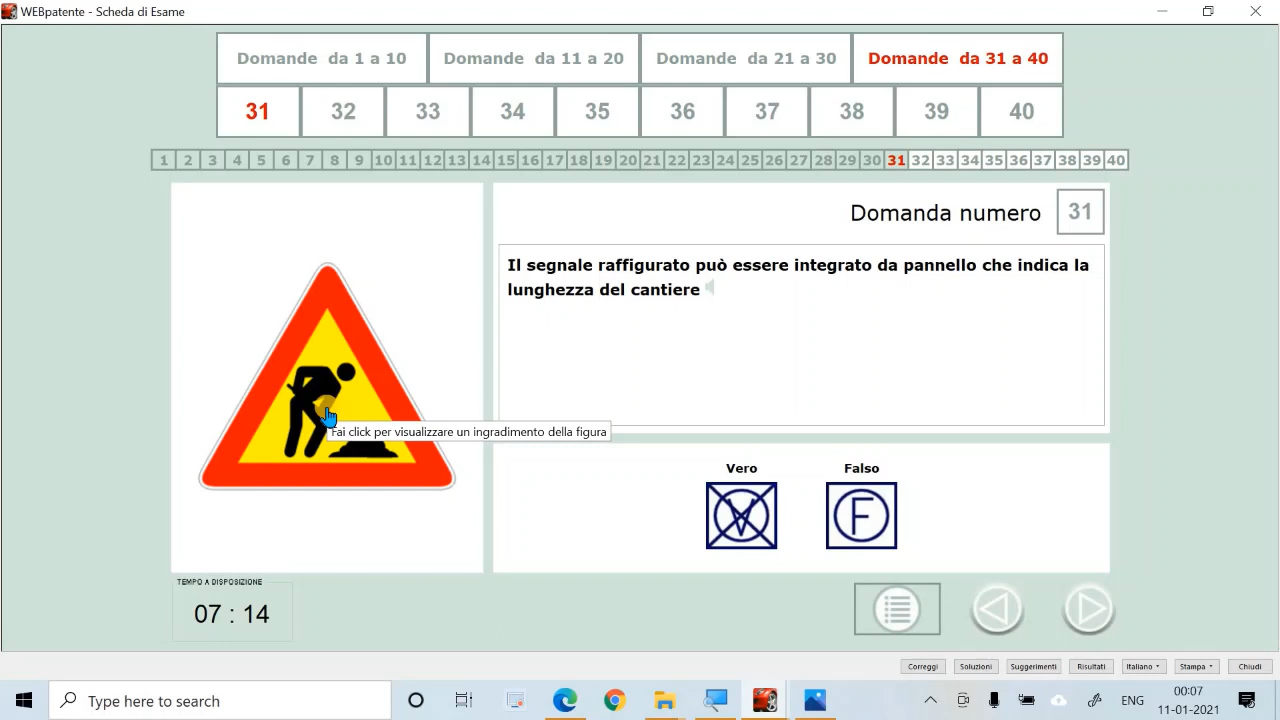 WEBpatente - Scheda di Esame
Domande da 1 a 10
Domande da 11 a 20
Domande da 21 a 30
Domande da 31 a 40
31 32 33 34 35 36 37 38 39 40
1 2 3 4 5 6 7 8 9 10 11 12 13 14 15 16 17 18 19 20 21 22 23 24 25 26 27 28 29 30 31 32 33 34 35 36 37 38 39 40
Domanda numero 31
Il segnale raffigurato può essere integrato da pannello che indica la
lunghezza del cantiere
Fai click per visualizzare un ingradimento della figura
Vero
Falso
V
F
TEMPO A DISPOSIZIONE
07 : 14
Correggi
Soluzioni
Suggerimenti
Risultati
Italiano
Stampa
Chiudi
Type here to search
ENG
00:07
11-01-2021